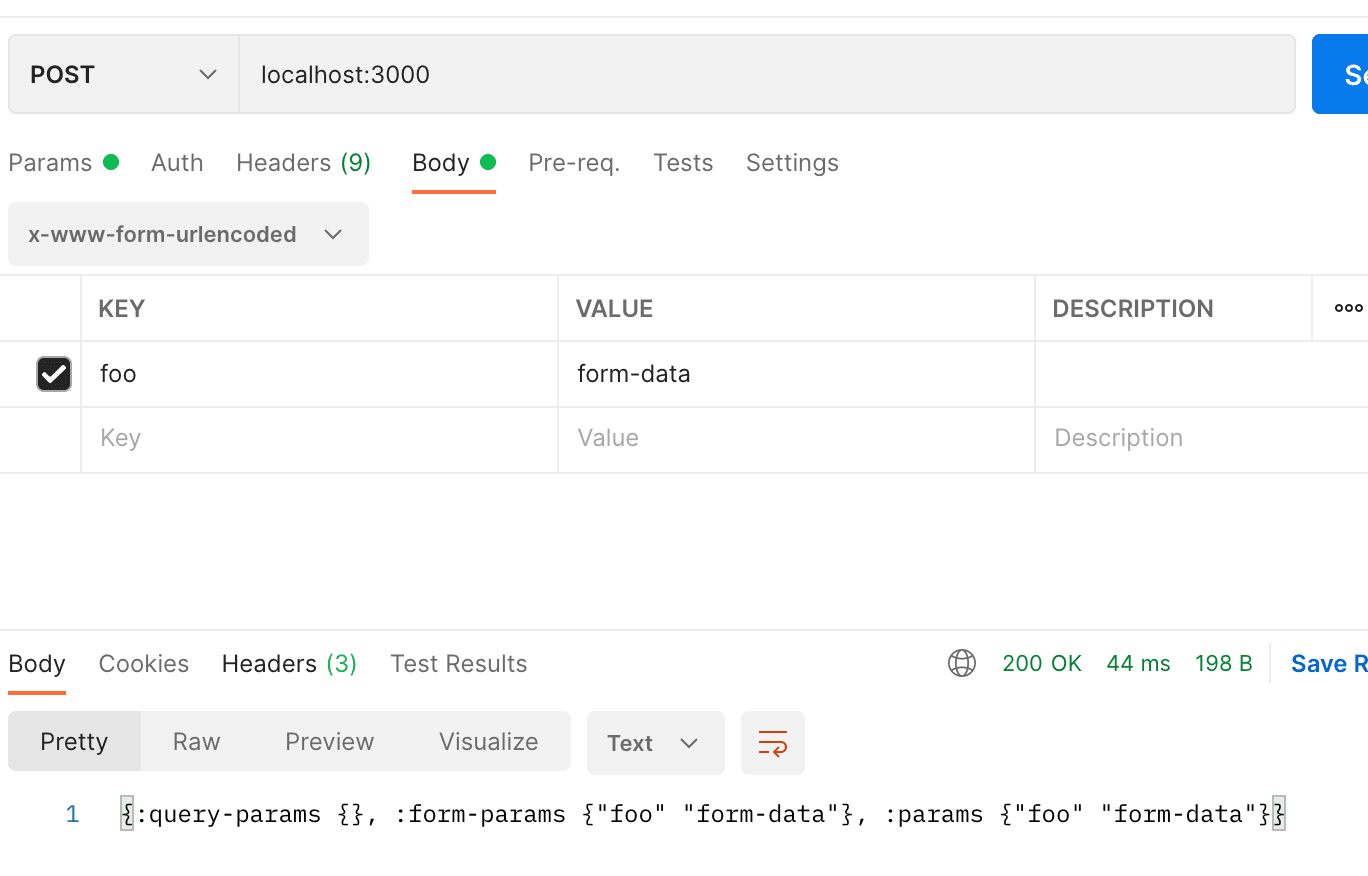 POST localhost:3000 Se
Params Auth Headers (9) Body Pre-req. Tests Settings
x-www-form-urlencoded
KEY VALUE DESCRIPTION ooo
foo form-data
Key Value Description
Body Cookies Headers (3) Test Results 200 OK 44 ms 198 B Save R
Pretty Raw Preview Visualize Text
1 {:query-params {}, :form-params {"foo" "form-data"}, :params {"foo" "form-data"}}